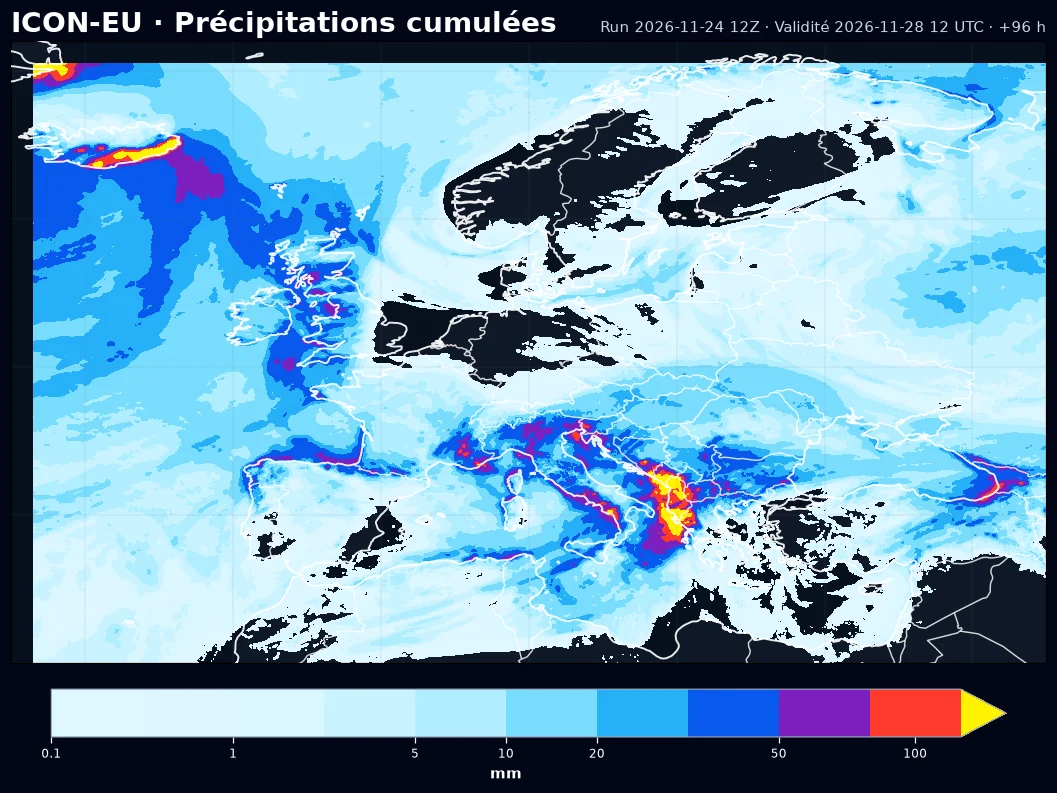 ICON-EU · Précipitations cumulées
Run 2026-11-24 12Z · Validité 2026-11-28 12 UTC · +96 h
0.1 1 5 10 20 50 100
mm